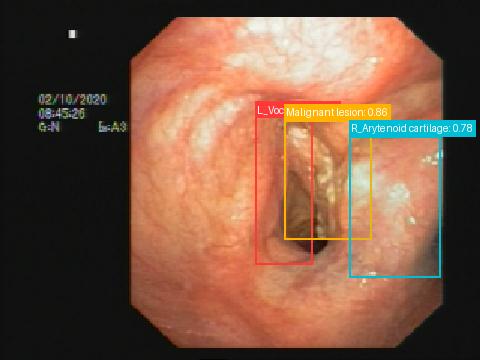 02/10/2020
08:45:26
G:N E:A3
L_Voc
Malignant lesion: 0.86
R_Arytenoid cartilage: 0.78